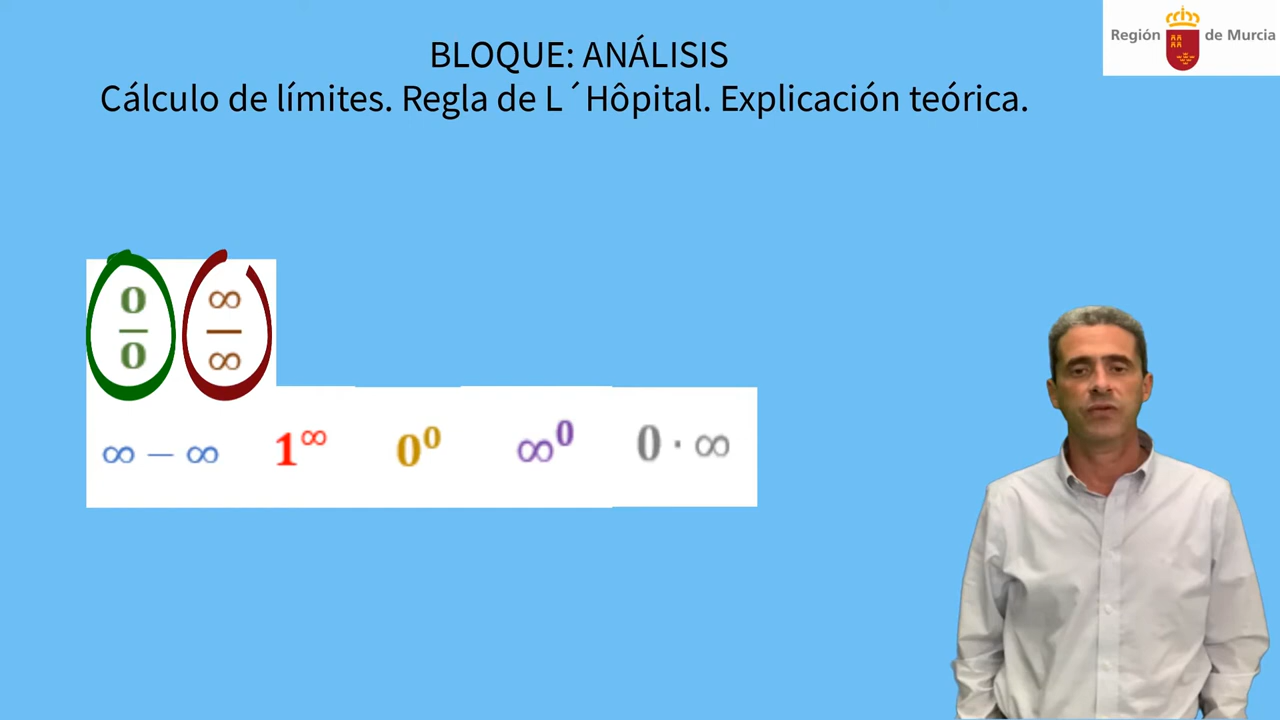 BLOQUE: ANÁLISIS
Cálculo de límites. Regla de L´Hôpital. Explicación teórica.
Región de Murcia
0/0 ∞/∞
∞ − ∞ 1^∞ 0^0 ∞^0 0 · ∞